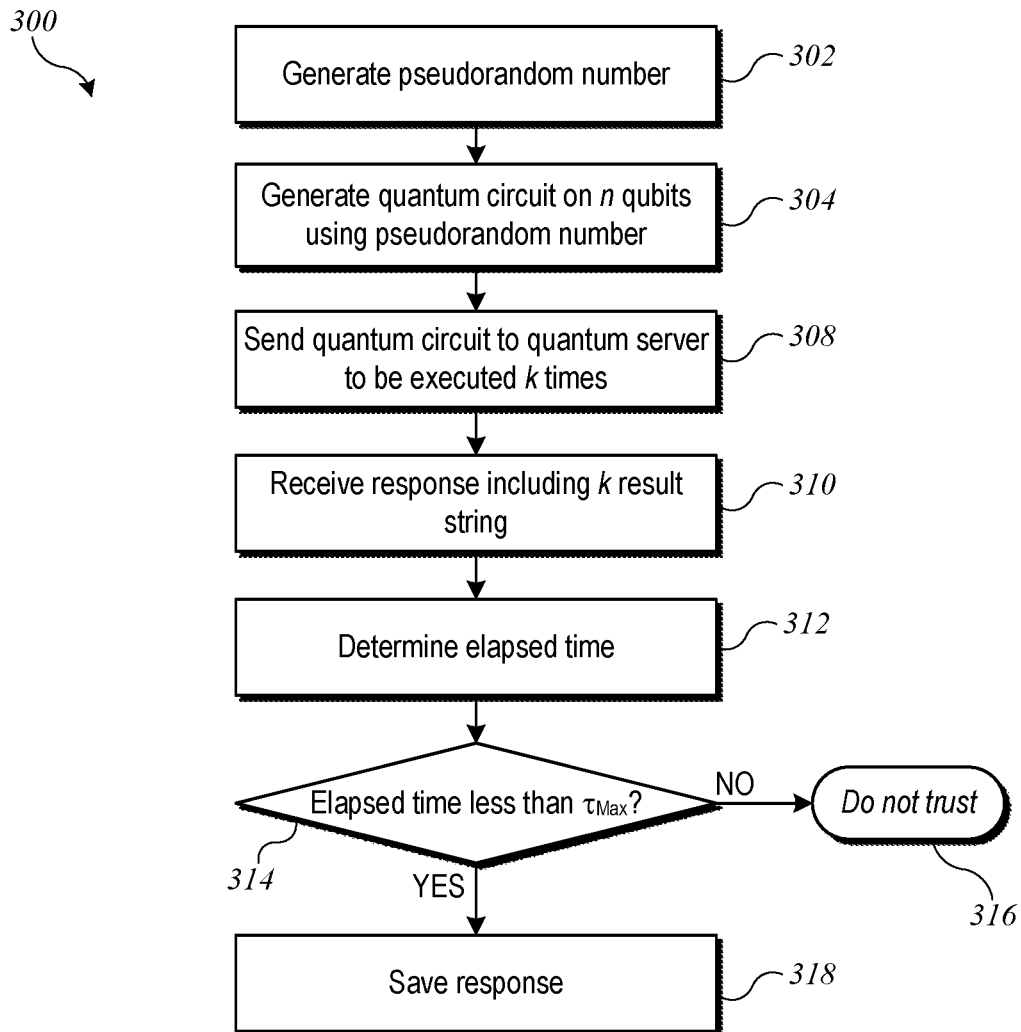 300
Generate pseudorandom number
302
Generate quantum circuit on n qubits
using pseudorandom number
304
Send quantum circuit to quantum server
to be executed k times
308
Receive response including k result
string
310
Determine elapsed time
312
Elapsed time less than τMax?
NO
Do not trust
314
YES
316
Save response
318